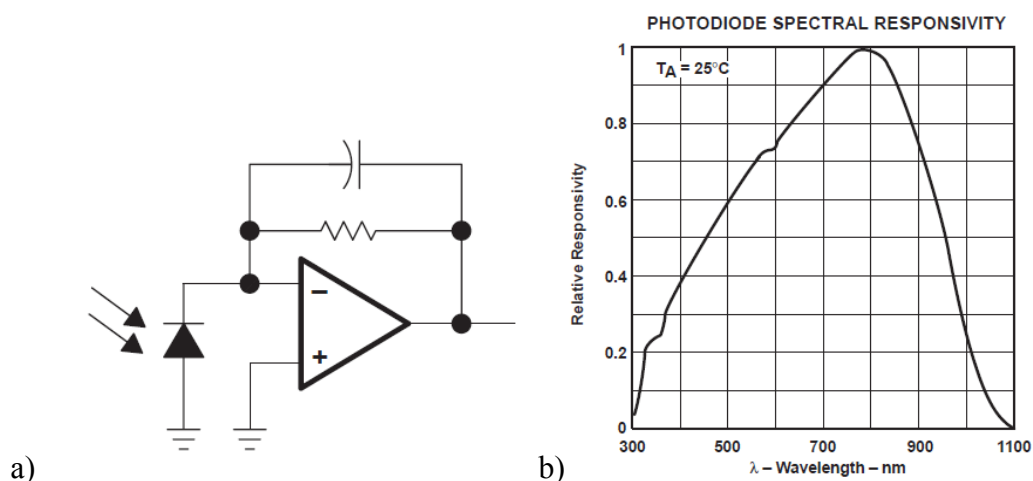 PHOTODIODE SPECTRAL RESPONSIVITY
1
TA = 25°C
0.8
0.6
0.4
0.2
0
Relative Responsivity
300 500 700 900 1100
λ – Wavelength – nm
−
+
a)
b)